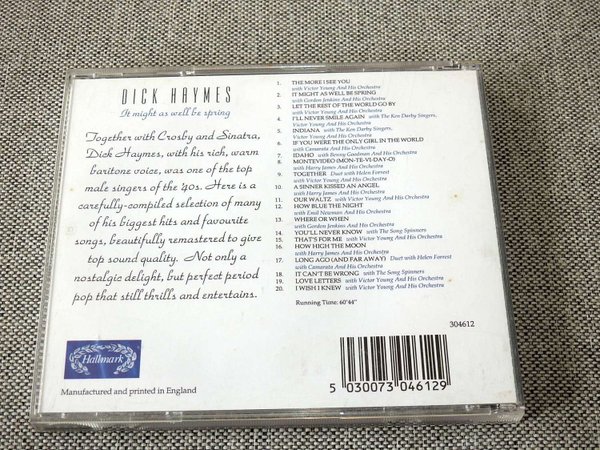 DICK HAYMES
It might as well be spring
Together with Crosby and Sinatra,
Dick Haymes, with his rich, warm
baritone voice, was one of the top
male singers of the '40s. Here is a
carefully-compiled selection of many
of his biggest hits and favourite
songs, beautifully remastered to give
top sound quality. Not only a
nostalgic delight, but perfect period
pop that still thrills and entertains.
1. THE MORE I SEE YOU
with Victor Young And His Orchestra
2. IT MIGHT AS WELL BE SPRING
with Gordon Jenkins And His Orchestra
3. LET THE REST OF THE WORLD GO BY
with Victor Young And His Orchestra
4. I'LL NEVER SMILE AGAIN with The Ken Darby Singers,
Victor Young And His Orchestra
5. INDIANA with The Ken Darby Singers,
Victor Young And His Orchestra
6. IF YOU WERE THE ONLY GIRL IN THE WORLD
with Camarata And His Orchestra
7. IDAHO with Benny Goodman And His Orchestra
8. MONTEVIDEO (MON-TE-VI-DAY-O)
with Harry James And His Orchestra
9. TOGETHER Duet with Helen Forrest
with Victor Young And His Orchestra
10. A SINNER KISSED AN ANGEL
with Harry James And His Orchestra
11. OUR WALTZ with Victor Young And His Orchestra
12. HOW BLUE THE NIGHT
with Emil Newman And His Orchestra
13. WHERE OR WHEN
with Gordon Jenkins And His Orchestra
14. YOU'LL NEVER KNOW with The Song Spinners
15. THAT'S FOR ME with Victor Young And His Orchestra
16. HOW HIGH THE MOON
with Harry James And His Orchestra
17. LONG AGO (AND FAR AWAY) Duet with Helen Forrest
with Camarata And His Orchestra
18. IT CAN'T BE WRONG with The Song Spinners
19. LOVE LETTERS with Victor Young And His Orchestra
20. I WISH I KNEW with Victor Young And His Orchestra
Running Time: 60'44"
304612
Hallmark
Manufactured and printed in England
5 030073 046129